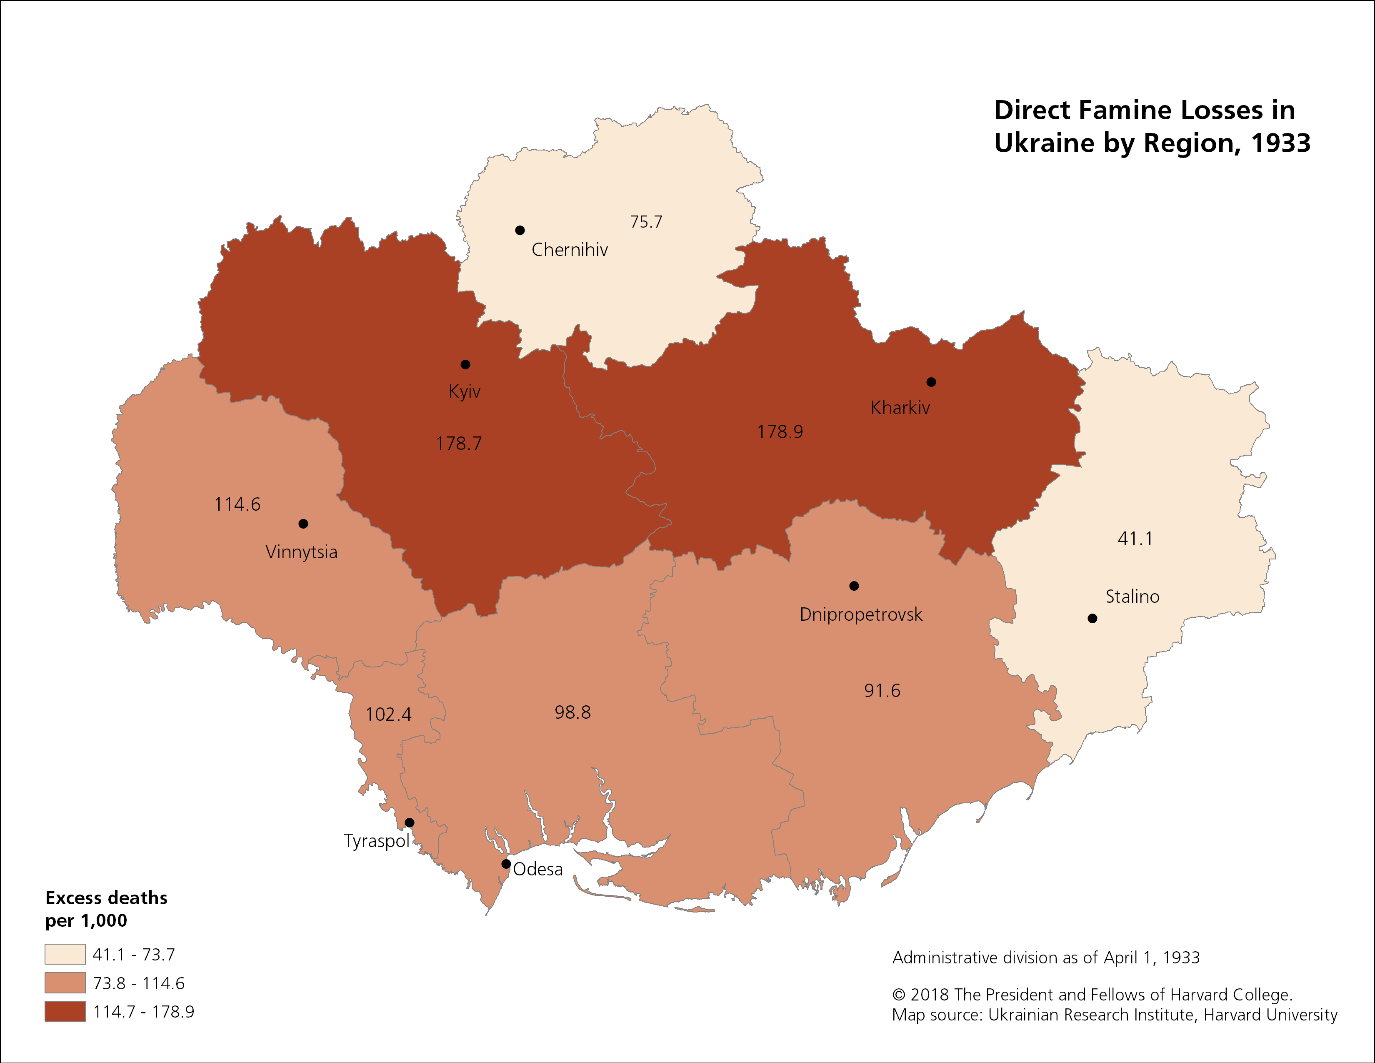 Direct Famine Losses in
Ukraine by Region, 1933
75.7
Chernihiv
Kyiv
178.7
Kharkiv
178.9
114.6
Vinnytsia
41.1
Stalino
Dnipropetrovsk
91.6
102.4
98.8
Tyraspol
Odesa
Excess deaths
per 1,000
41.1 - 73.7
73.8 - 114.6
114.7 - 178.9
Administrative division as of April 1, 1933
© 2018 The President and Fellows of Harvard College.
Map source: Ukrainian Research Institute, Harvard University